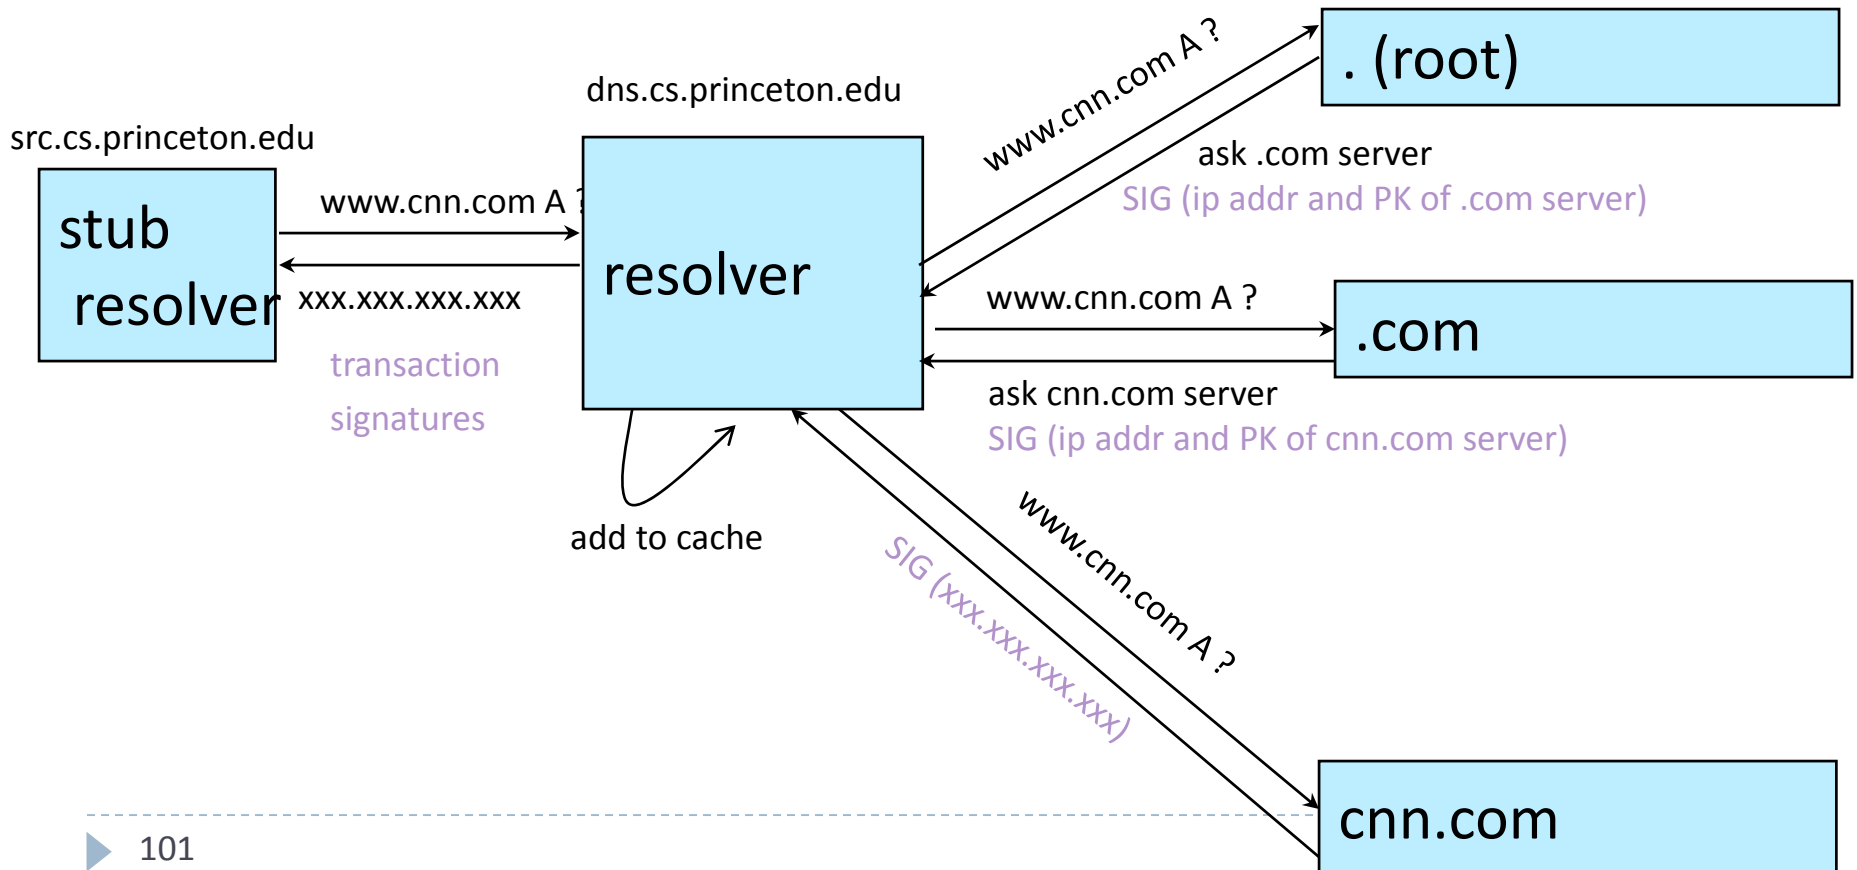 www.cnn.com A ?
. (root)
dns.cs.princeton.edu
src.cs.princeton.edu
ask .com server
SIG (ip addr and PK of .com server)
www.cnn.com A ?
stub
resolver
resolver
xxx.xxx.xxx.xxx
www.cnn.com A ?
.com
transaction
signatures
ask cnn.com server
SIG (ip addr and PK of cnn.com server)
add to cache
www.cnn.com A ?
SIG (xxx.xxx.xxx.xxx)
cnn.com
101